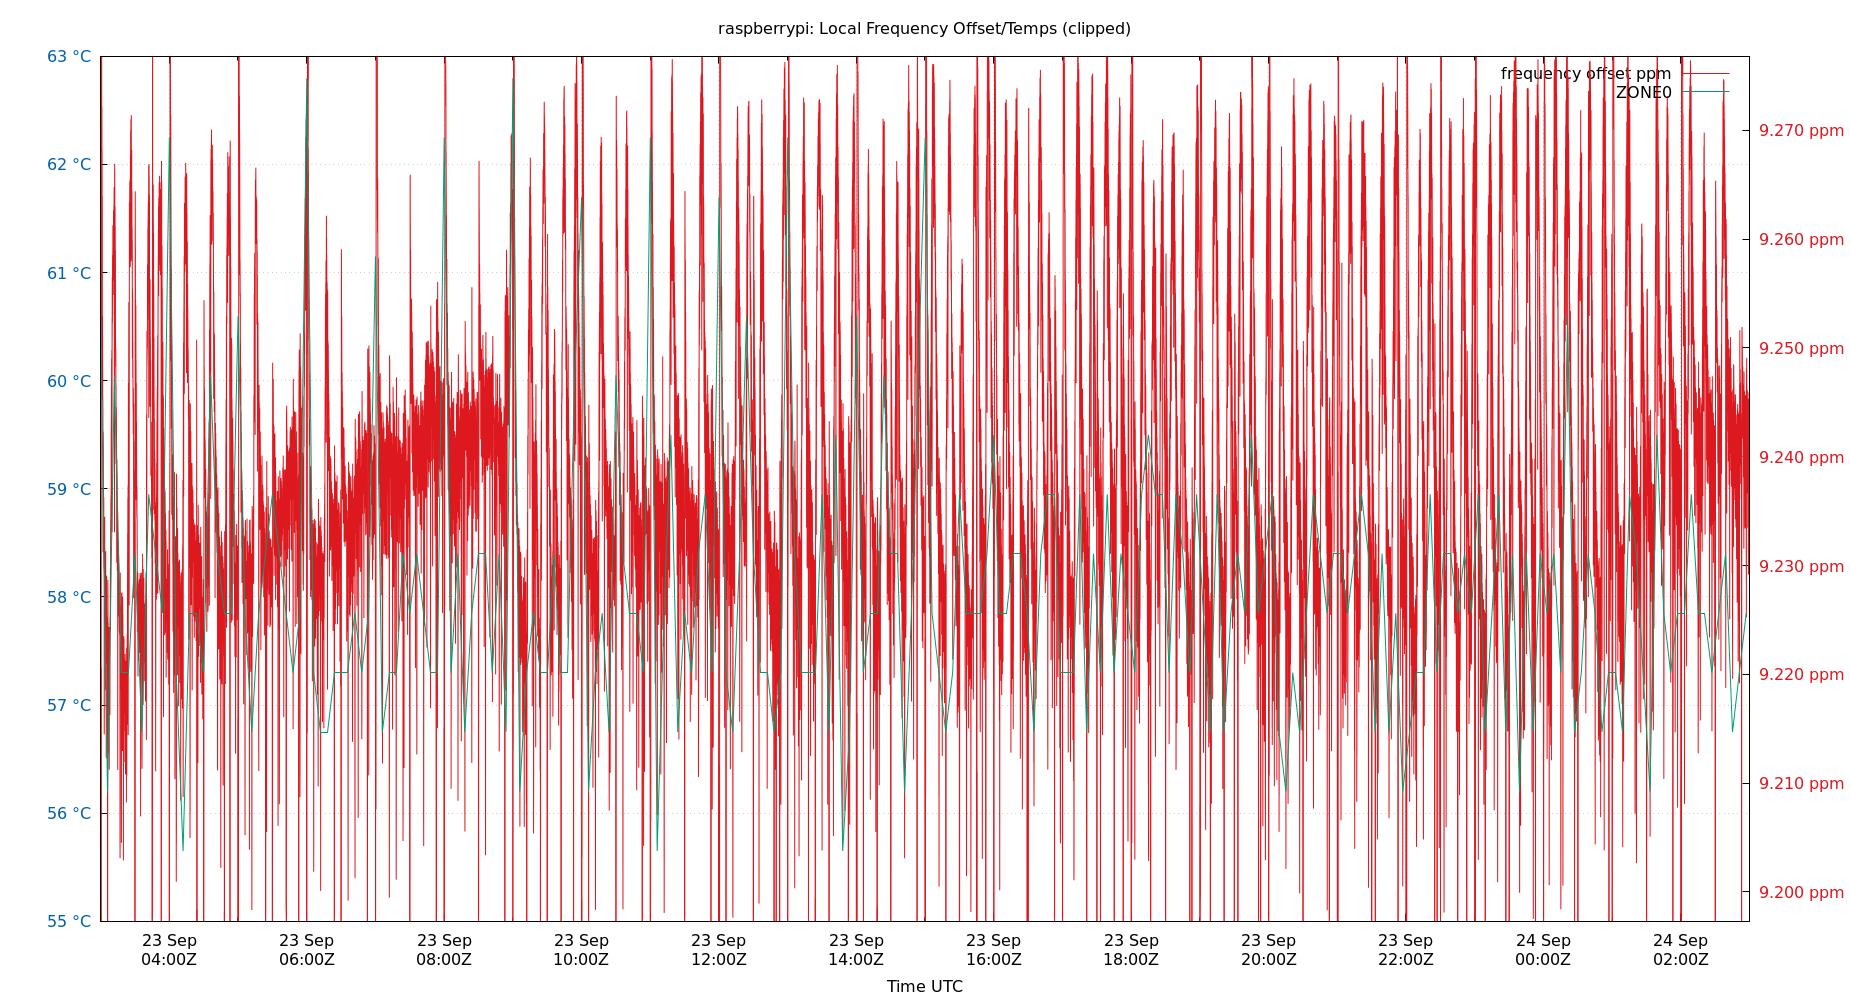 raspberrypi: Local Frequency Offset/Temps (clipped)
63 °C
62 °C
61 °C
60 °C
59 °C
58 °C
57 °C
56 °C
55 °C
frequency offset ppm
ZONE0
9.270 ppm
9.260 ppm
9.250 ppm
9.240 ppm
9.230 ppm
9.220 ppm
9.210 ppm
9.200 ppm
23 Sep 23 Sep 23 Sep 23 Sep 23 Sep 23 Sep 23 Sep 23 Sep 23 Sep 23 Sep 24 Sep 24 Sep
04:00Z 06:00Z 08:00Z 10:00Z 12:00Z 14:00Z 16:00Z 18:00Z 20:00Z 22:00Z 00:00Z 02:00Z
Time UTC